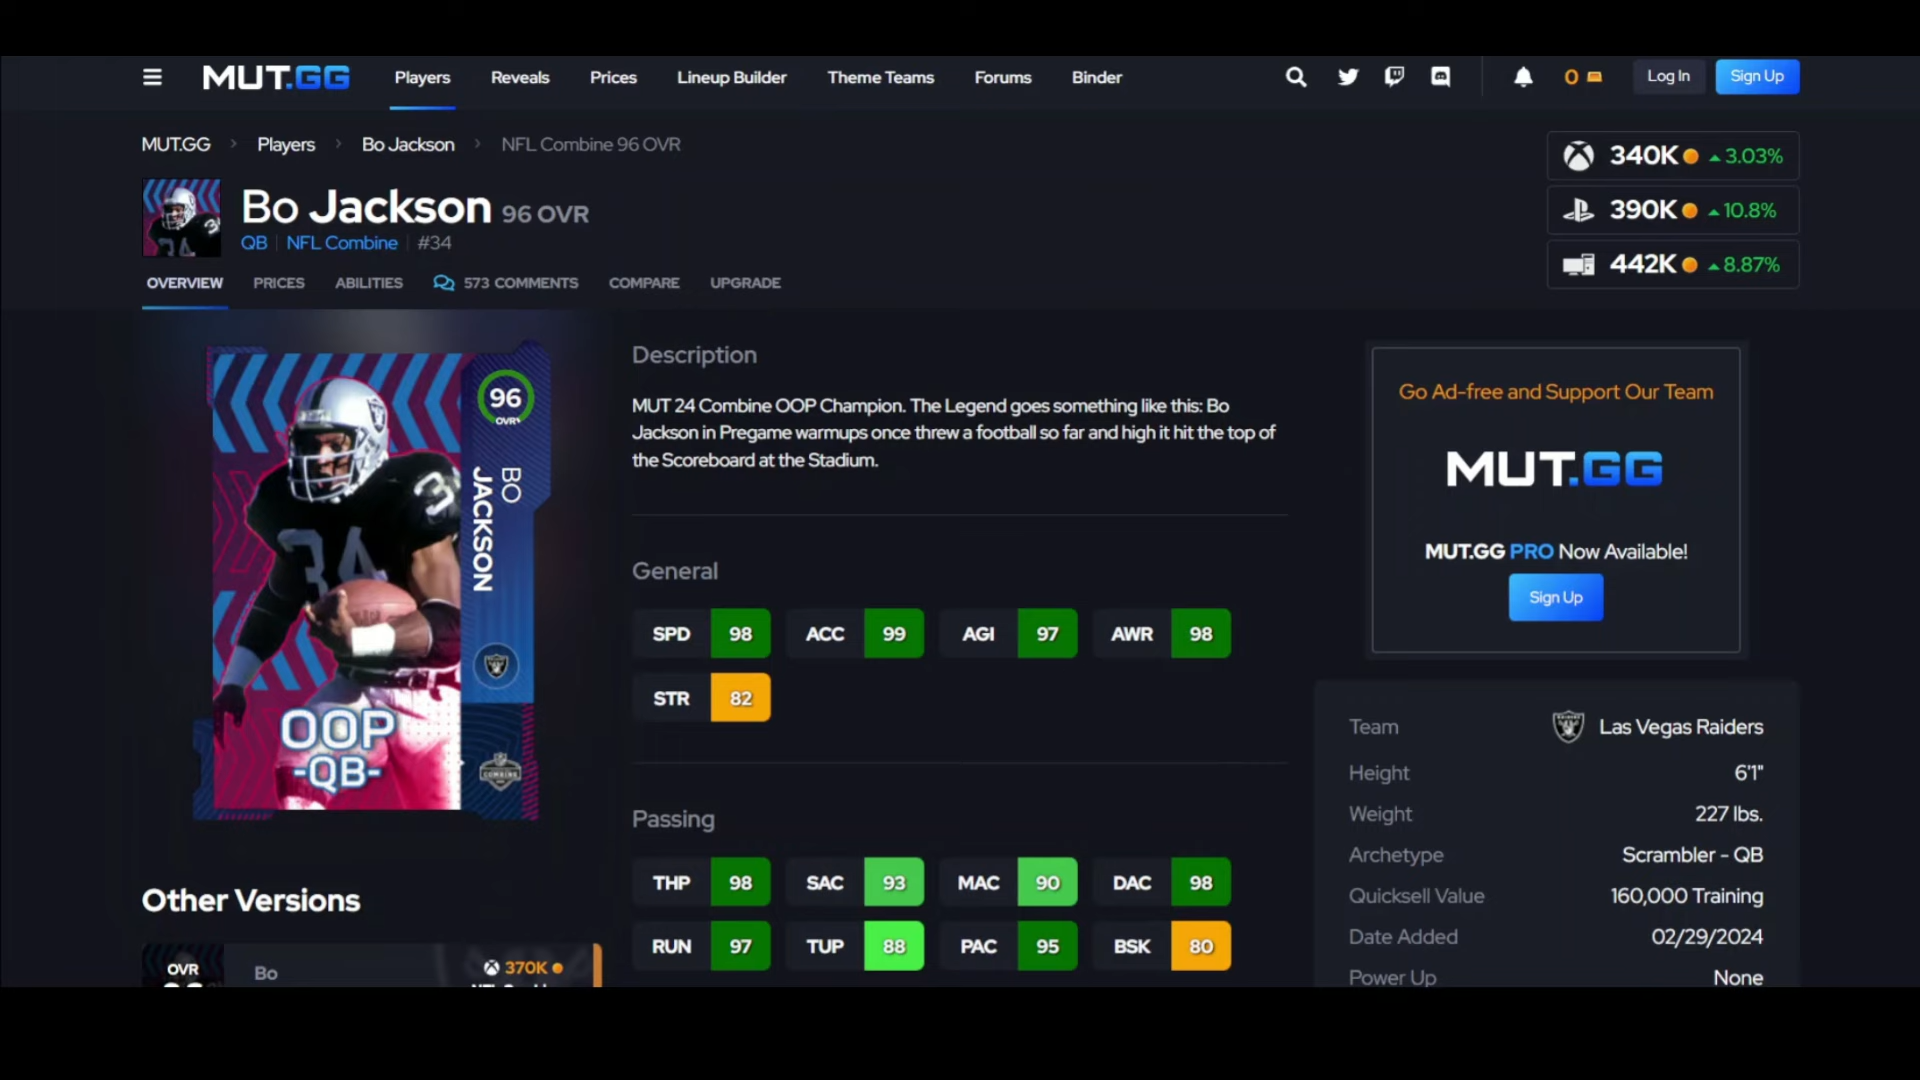 MUT.GG Players Reveals Prices Lineup Builder Theme Teams Forums Binder 0 Log In Sign Up
MUT.GG > Players > Bo Jackson > NFL Combine 96 OVR
Bo Jackson 96 OVR
QB | NFL Combine | #34
OVERVIEW PRICES ABILITIES 573 COMMENTS COMPARE UPGRADE
340K 3.03%
390K 10.8%
442K 8.87%
96
OVR
BO
JACKSON
34
OOP
-QB-
COMBINE
Description
MUT 24 Combine OOP Champion. The Legend goes something like this: Bo
Jackson in Pregame warmups once threw a football so far and high it hit the top of
the Scoreboard at the Stadium.
General
SPD 98 ACC 99 AGI 97 AWR 98
STR 82
Passing
THP 98 SAC 93 MAC 90 DAC 98
RUN 97 TUP 88 PAC 95 BSK 80
Go Ad-free and Support Our Team
MUT.GG
MUT.GG PRO Now Available!
Sign Up
Team Las Vegas Raiders
Height 6'1"
Weight 227 lbs.
Archetype Scrambler - QB
Quicksell Value 160,000 Training
Date Added 02/29/2024
Power Up None
Other Versions
OVR Bo 370K